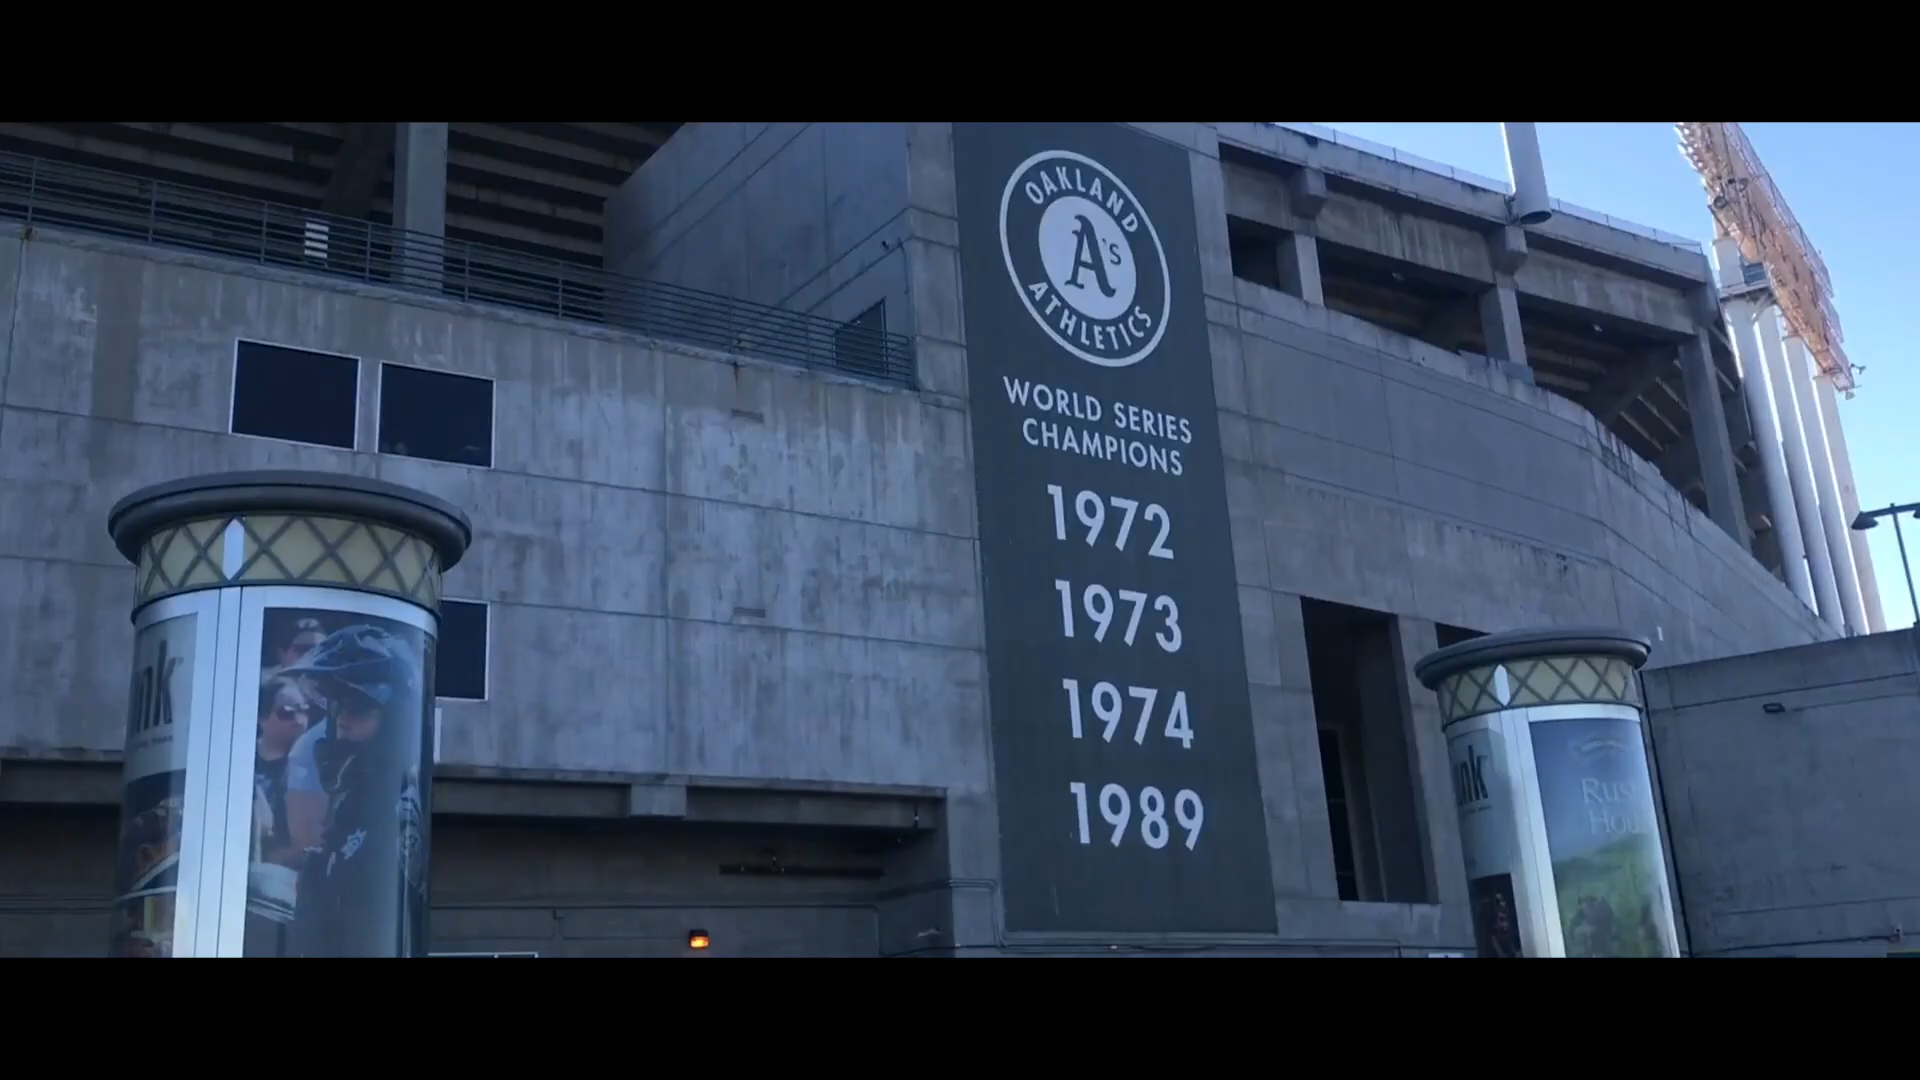 OAKLAND
A's
ATHLETICS
WORLD SERIES
CHAMPIONS
1972
1973
1974
1989